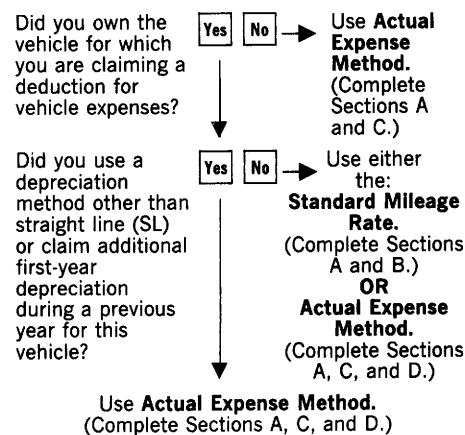 Did you own the
vehicle for which
you are claiming a
deduction for
vehicle expenses?
Yes No
Use Actual
Expense
Method.
(Complete
Sections A
and C.)
Did you use a
depreciation
method other than
straight line (SL)
or claim additional
first-year
depreciation
during a previous
year for this
vehicle?
Yes No
Use either
the:
Standard Mileage
Rate.
(Complete Sections
A and B.)
OR
Actual Expense
Method.
(Complete Sections
A, C, and D.)
Use Actual Expense Method.
(Complete Sections A, C, and D.)